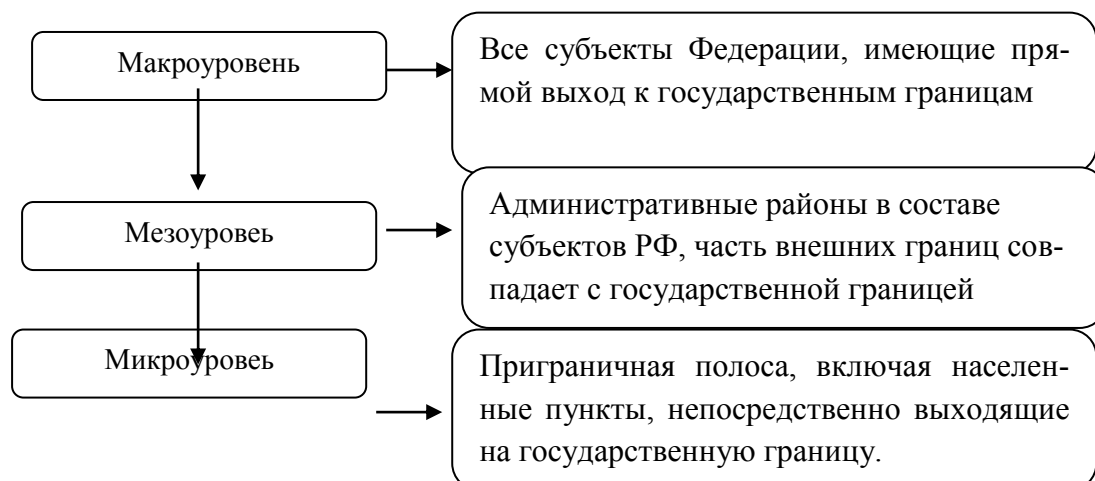 Макроуровень
Все субъекты Федерации, имеющие пря-
мой выход к государственным границам
Мезоуровеь
Административные районы в составе
субъектов РФ, часть внешних границ сов-
падает с государственной границей
Микроуровеь
Приграничная полоса, включая населен-
ные пункты, непосредственно выходящие
на государственную границу.